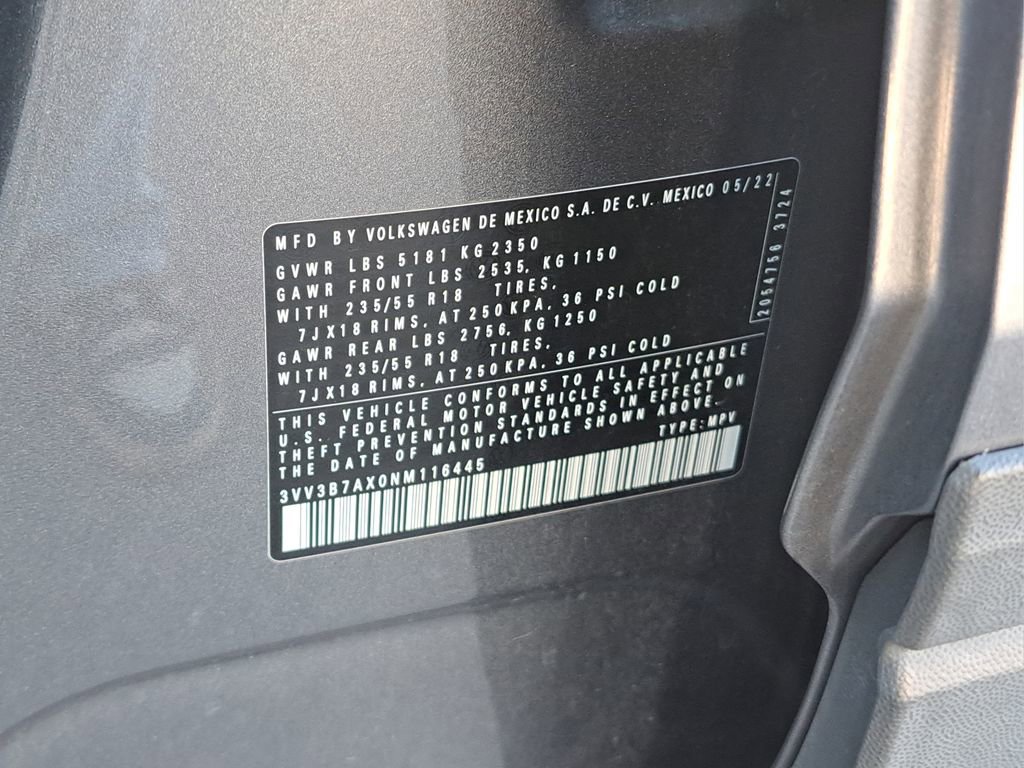 MFD BY VOLKSWAGEN DE MEXICO S.A. DE C.V. MEXICO 05/22
GVWR LBS 5181 KG 2350
GAWR FRONT LBS 2535, KG 1150
WITH 235/55 R18 TIRES,
7JX18 RIMS, AT 250 KPA, 36 PSI COLD
GAWR REAR LBS 2756, KG 1250
WITH 235/55 R18 TIRES,
7JX18 RIMS, AT 250 KPA, 36 PSI COLD
THIS VEHICLE CONFORMS TO ALL APPLICABLE
U.S. FEDERAL MOTOR VEHICLE SAFETY AND
THEFT PREVENTION STANDARDS IN EFFECT ON
THE DATE OF MANUFACTURE SHOWN ABOVE.
3VV3B7AX0NM116445 TYPE:MPV
2054756 3724